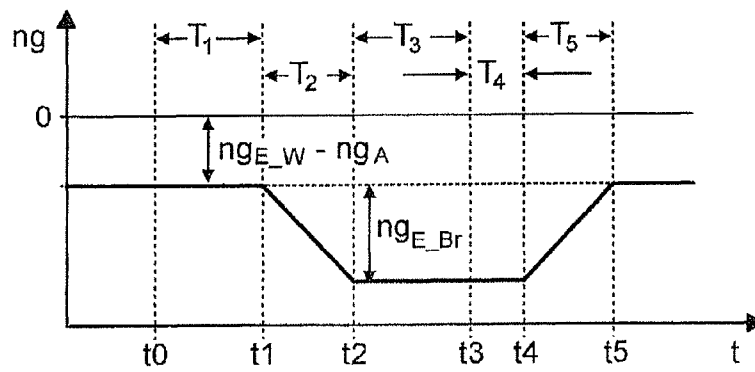 ng
T₁
T₃
T₅
T₂
T₄
0
ngE_W - ngA
ngE_Br
t0 t1 t2 t3 t4 t5 t